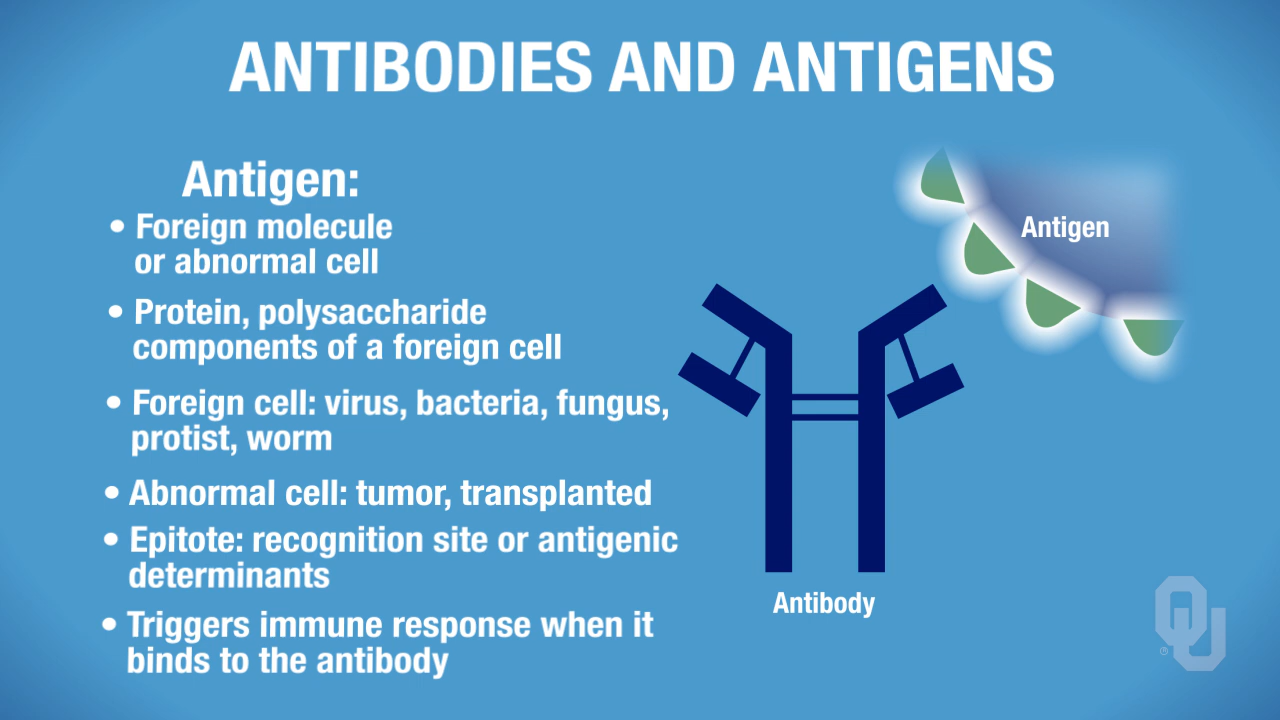 ANTIBODIES AND ANTIGENS
Antigen:
• Foreign molecule
or abnormal cell
• Protein, polysaccharide
components of a foreign cell
• Foreign cell: virus, bacteria, fungus,
protist, worm
• Abnormal cell: tumor, transplanted
• Epitote: recognition site or antigenic
determinants
• Triggers immune response when it
binds to the antibody
Antigen
Antibody
OU
®